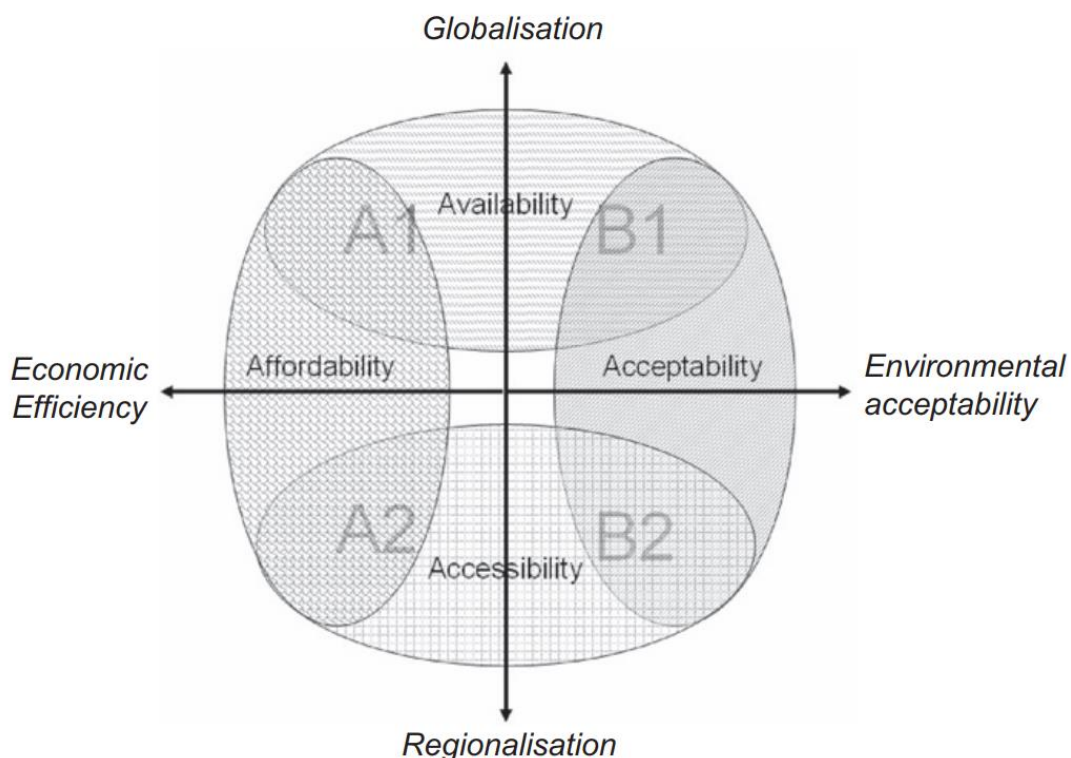 Globalisation
Availability
A1
B1
Economic
Efficiency
Affordability
Acceptability
Environmental
acceptability
A2
B2
Accessibility
Regionalisation